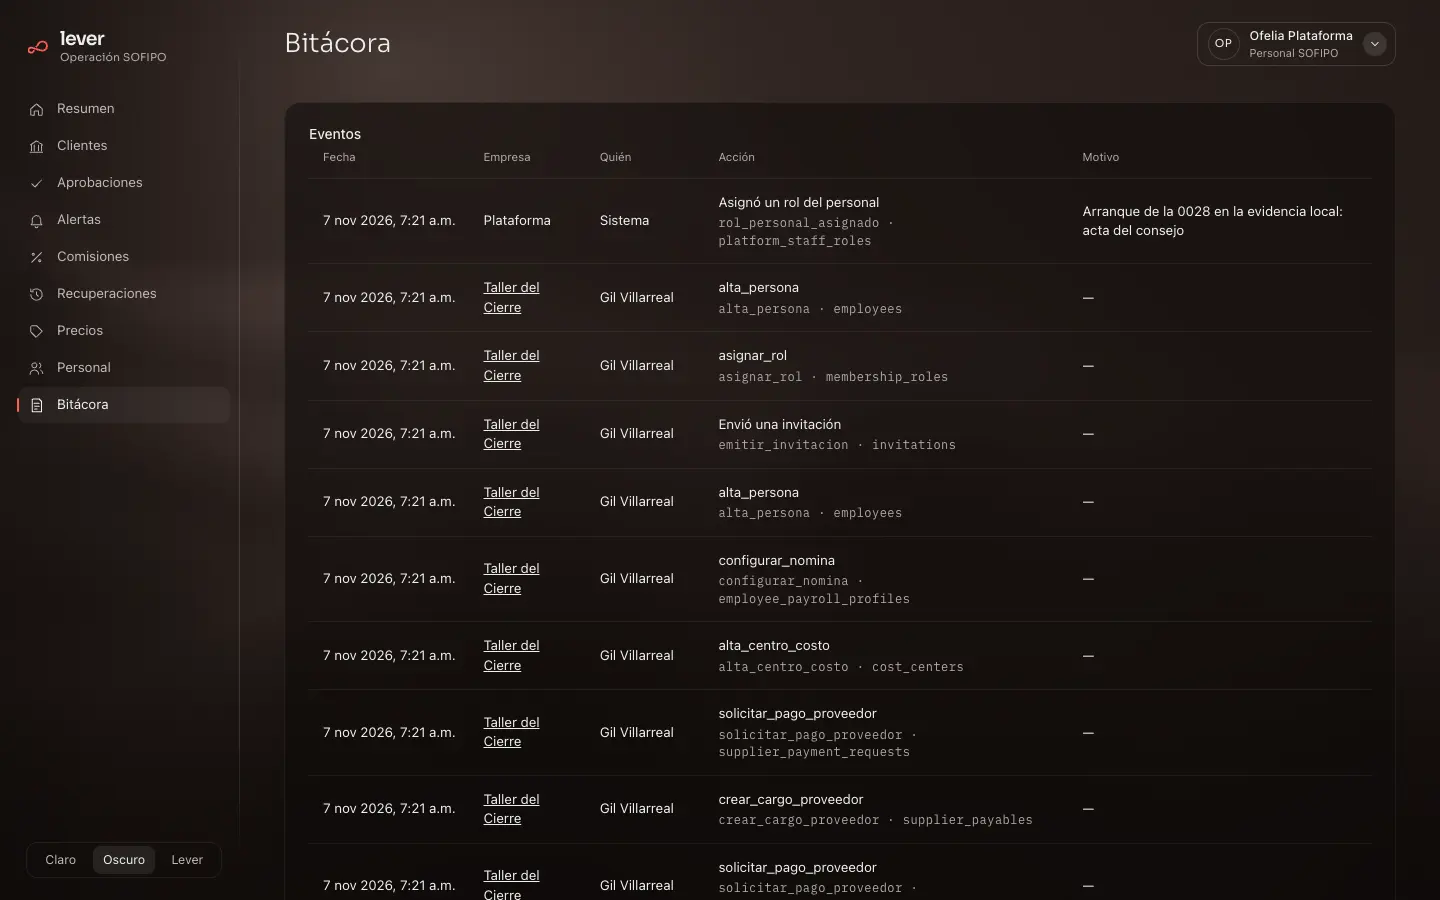 lever
Operación SOFIPO
Resumen
Clientes
Aprobaciones
Alertas
Comisiones
Recuperaciones
Precios
Personal
Bitácora
Claro Oscuro Lever
Bitácora
OP
Ofelia Plataforma
Personal SOFIPO
Eventos
Fecha Empresa Quién Acción Motivo
7 nov 2026, 7:21 a.m. Plataforma Sistema
Asignó un rol del personal
rol_personal_asignado ·
platform_staff_roles
Arranque de la 0028 en la evidencia local:
acta del consejo
7 nov 2026, 7:21 a.m.
Taller del
Cierre
Gil Villarreal
alta_persona
alta_persona · employees
—
7 nov 2026, 7:21 a.m.
Taller del
Cierre
Gil Villarreal
asignar_rol
asignar_rol · membership_roles
—
7 nov 2026, 7:21 a.m.
Taller del
Cierre
Gil Villarreal
Envió una invitación
emitir_invitacion · invitations
—
7 nov 2026, 7:21 a.m.
Taller del
Cierre
Gil Villarreal
alta_persona
alta_persona · employees
—
7 nov 2026, 7:21 a.m.
Taller del
Cierre
Gil Villarreal
configurar_nomina
configurar_nomina ·
employee_payroll_profiles
—
7 nov 2026, 7:21 a.m.
Taller del
Cierre
Gil Villarreal
alta_centro_costo
alta_centro_costo · cost_centers
—
7 nov 2026, 7:21 a.m.
Taller del
Cierre
Gil Villarreal
solicitar_pago_proveedor
solicitar_pago_proveedor ·
supplier_payment_requests
—
7 nov 2026, 7:21 a.m.
Taller del
Cierre
Gil Villarreal
crear_cargo_proveedor
crear_cargo_proveedor · supplier_payables
—
7 nov 2026, 7:21 a.m.
Taller del
Cierre
Gil Villarreal
solicitar_pago_proveedor
solicitar_pago_proveedor ·
—